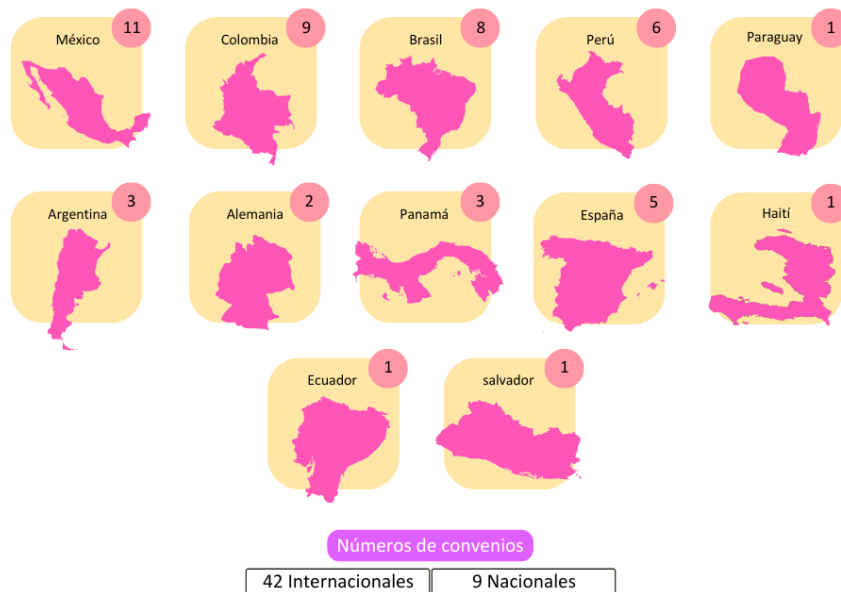 México 11
Colombia 9
Brasil 8
Perú 6
Paraguay 1
Argentina 3
Alemania 2
Panamá 3
España 5
Haití 1
Ecuador 1
salvador 1
Números de convenios
42 Internacionales
9 Nacionales